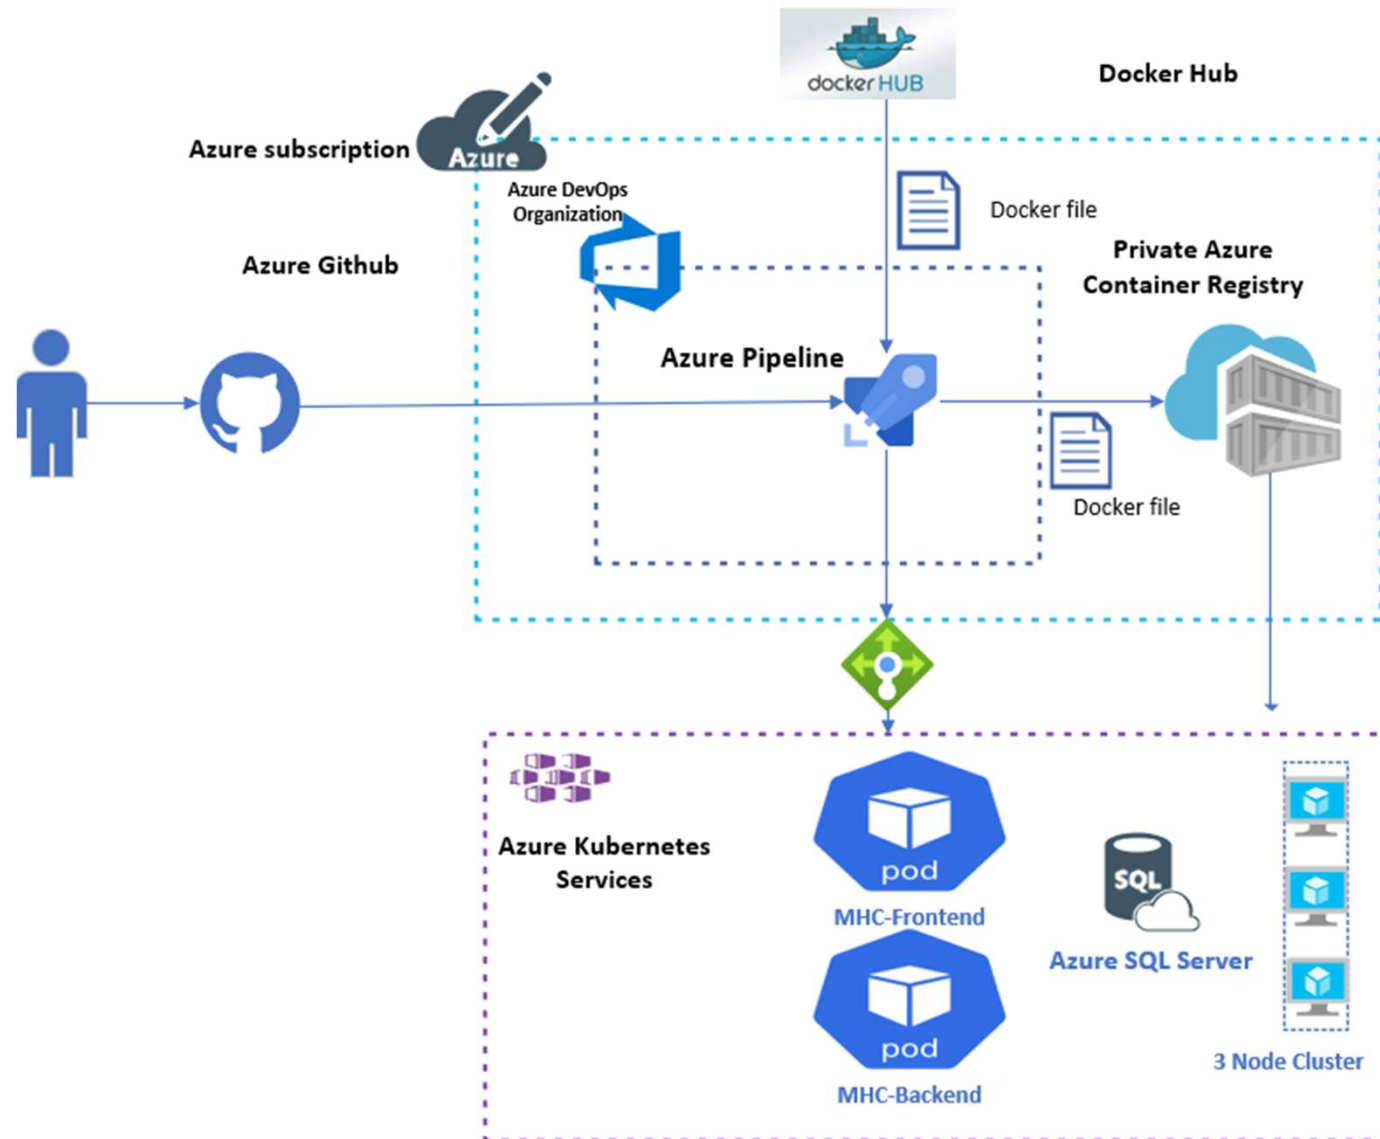 docker HUB
Docker Hub
Azure subscription
Azure
Azure DevOps
Organization
Docker file
Azure Github
Private Azure
Container Registry
Azure Pipeline
Docker file
Azure Kubernetes
Services
pod
MHC-Frontend
SQL
Azure SQL Server
pod
MHC-Backend
3 Node Cluster